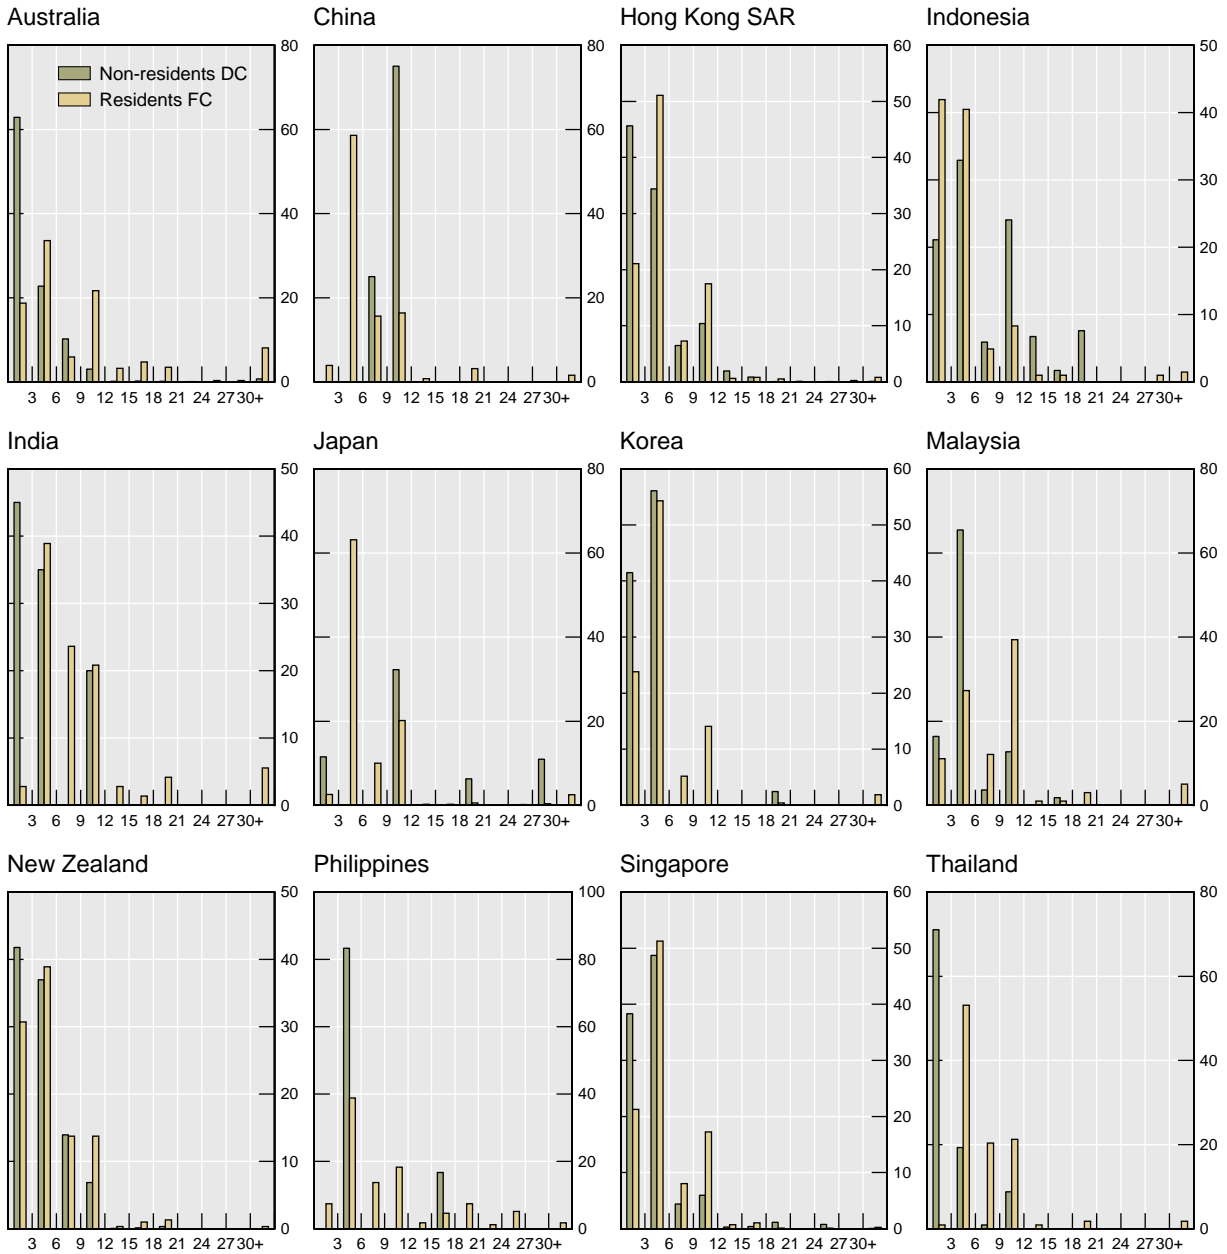 Australia China Hong Kong SAR Indonesia
Non-residents DC
Residents FC
80 80 60 50
60 60 50 40
40 40 40 30
20 20 30 20
0 0 20 10
10 0
0
3 6 9 12 15 18 21 24 27 30+ 3 6 9 12 15 18 21 24 27 30+ 3 6 9 12 15 18 21 24 27 30+ 3 6 9 12 15 18 21 24 27 30+
India Japan Korea Malaysia
50 80 60 80
40 60 50 60
30 40 40 40
20 20 30 20
10 0 20 0
0 10
0
3 6 9 12 15 18 21 24 27 30+ 3 6 9 12 15 18 21 24 27 30+ 3 6 9 12 15 18 21 24 27 30+ 3 6 9 12 15 18 21 24 27 30+
New Zealand Philippines Singapore Thailand
50 100 60 80
40 80 50 60
30 60 40 40
20 40 30 20
10 20 20 0
0 0 10
0
3 6 9 12 15 18 21 24 27 30+ 3 6 9 12 15 18 21 24 27 30+ 3 6 9 12 15 18 21 24 27 30+ 3 6 9 12 15 18 21 24 27 30+